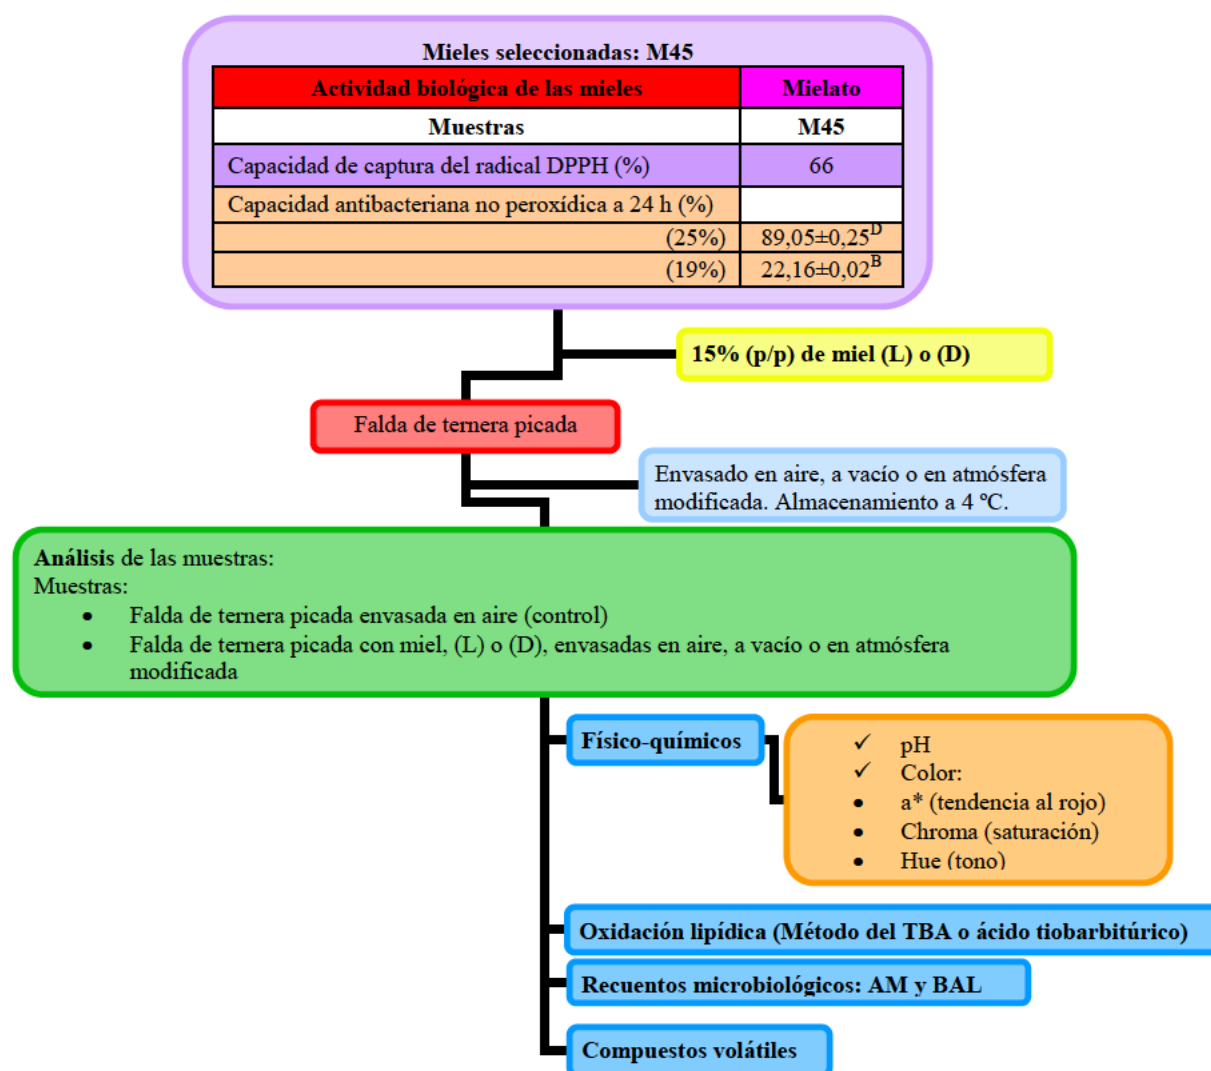 Mieles seleccionadas: M45
Actividad biológica de las mieles Mielato
Muestras M45
Capacidad de captura del radical DPPH (%) 66
Capacidad antibacteriana no peroxídica a 24 h (%)
(25%) 89,05±0,25D
(19%) 22,16±0,02B
15% (p/p) de miel (L) o (D)
Falda de ternera picada
Envasado en aire, a vacío o en atmósfera
modificada. Almacenamiento a 4 ºC.
Análisis de las muestras:
Muestras:
• Falda de ternera picada envasada en aire (control)
• Falda de ternera picada con miel, (L) o (D), envasadas en aire, a vacío o en atmósfera
modificada
Físico-químicos
✓ pH
✓ Color:
• a* (tendencia al rojo)
• Chroma (saturación)
• Hue (tono)
Oxidación lipídica (Método del TBA o ácido tiobarbitúrico)
Recuentos microbiológicos: AM y BAL
Compuestos volátiles